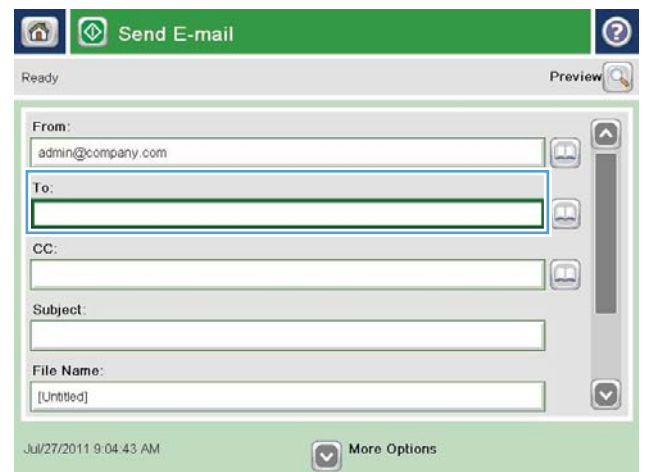 Send E-mail
?
Ready
Preview
From:
admin@company.com
To:
CC:
Subject:
File Name:
[Untitled]
Jul/27/2011 9:04:43 AM
More Options